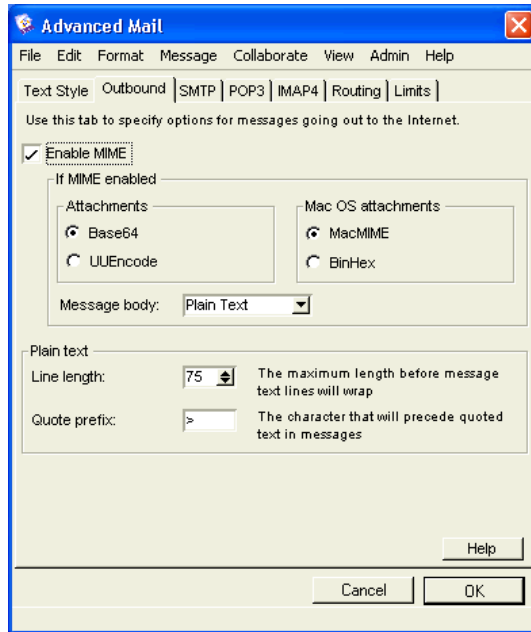 Advanced Mail
File Edit Format Message Collaborate View Admin Help
Text Style Outbound SMTP POP3 IMAP4 Routing Limits
Use this tab to specify options for messages going out to the Internet.
Enable MIME
If MIME enabled
Attachments
Base64
UUEncode
Mac OS attachments
MacMIME
BinHex
Message body: Plain Text
Plain text
Line length: 75 The maximum length before message
text lines will wrap
Quote prefix: > The character that will precede quoted
text in messages
Help
Cancel OK